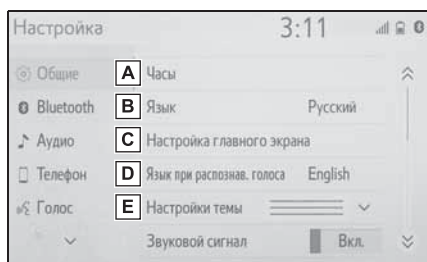 Настройка 3:11
Общие A Часы
Bluetooth B Язык Русский
Аудио C Настройка главного экрана
Телефон D Язык при распознав. голоса English
Голос E Настройки темы
Звуковой сигнал Вкл.